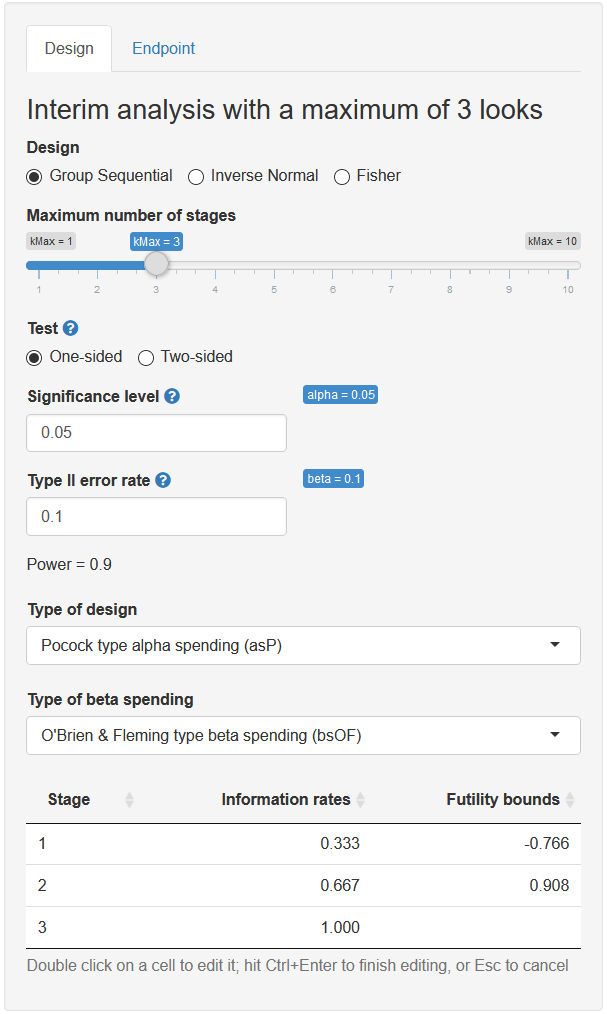 Design Endpoint
Interim analysis with a maximum of 3 looks
Design
Group Sequential Inverse Normal Fisher
Maximum number of stages
kMax = 1 kMax = 3 kMax = 10
1 2 3 4 5 6 7 8 9 10
Test ?
One-sided Two-sided
Significance level ? alpha = 0.05
0.05
Type II error rate ? beta = 0.1
0.1
Power = 0.9
Type of design
Pocock type alpha spending (asP)
Type of beta spending
O'Brien & Fleming type beta spending (bsOF)
Stage Information rates Futility bounds
1 0.333 -0.766
2 0.667 0.908
3 1.000
Double click on a cell to edit it; hit Ctrl+Enter to finish editing, or Esc to cancel